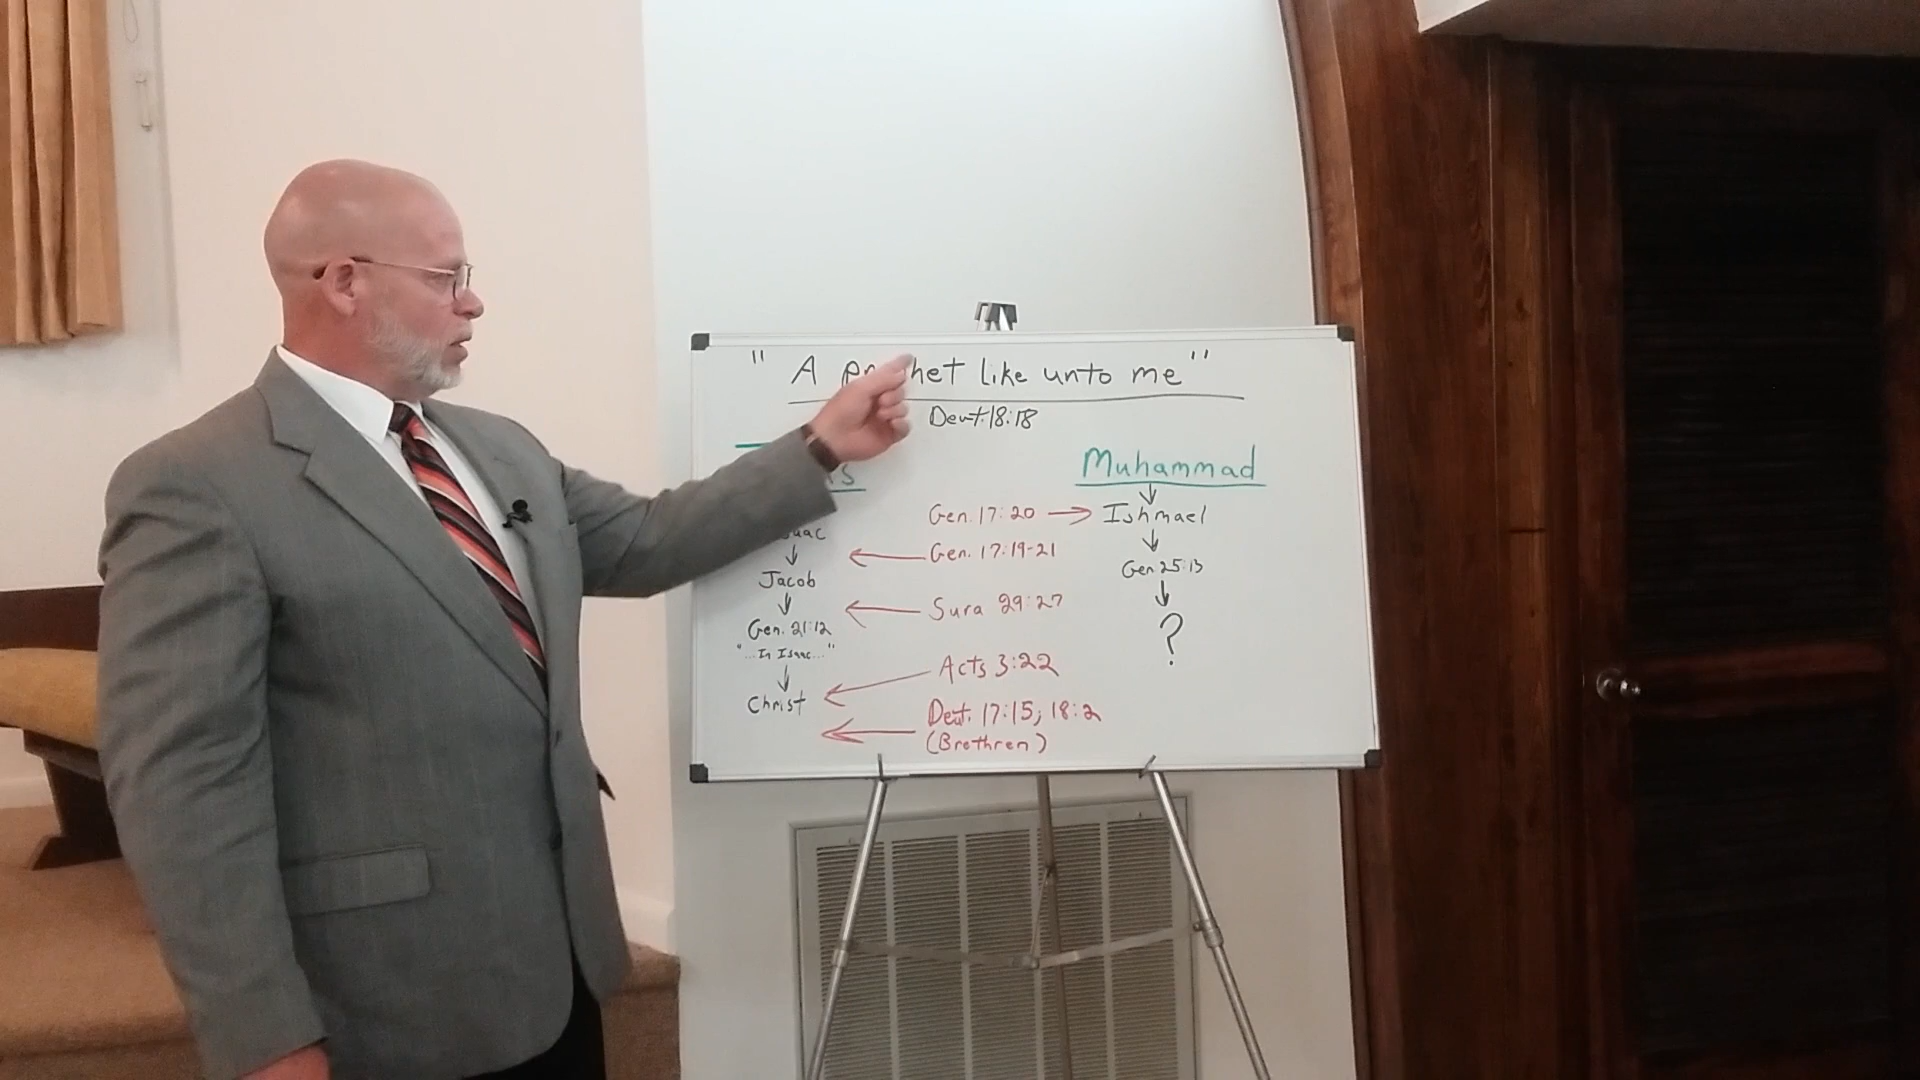 " A prophet like unto me"
Deut. 18:18
Muhammad
Gen. 17:20 → Ishmael
Gen. 17:19-21
Jacob
Gen. 25:13
Sura 29:27
?
Gen. 21:12
"...In Isaac..."
Acts 3:22
Christ
Deut. 17:15; 18:2
(Brethren)